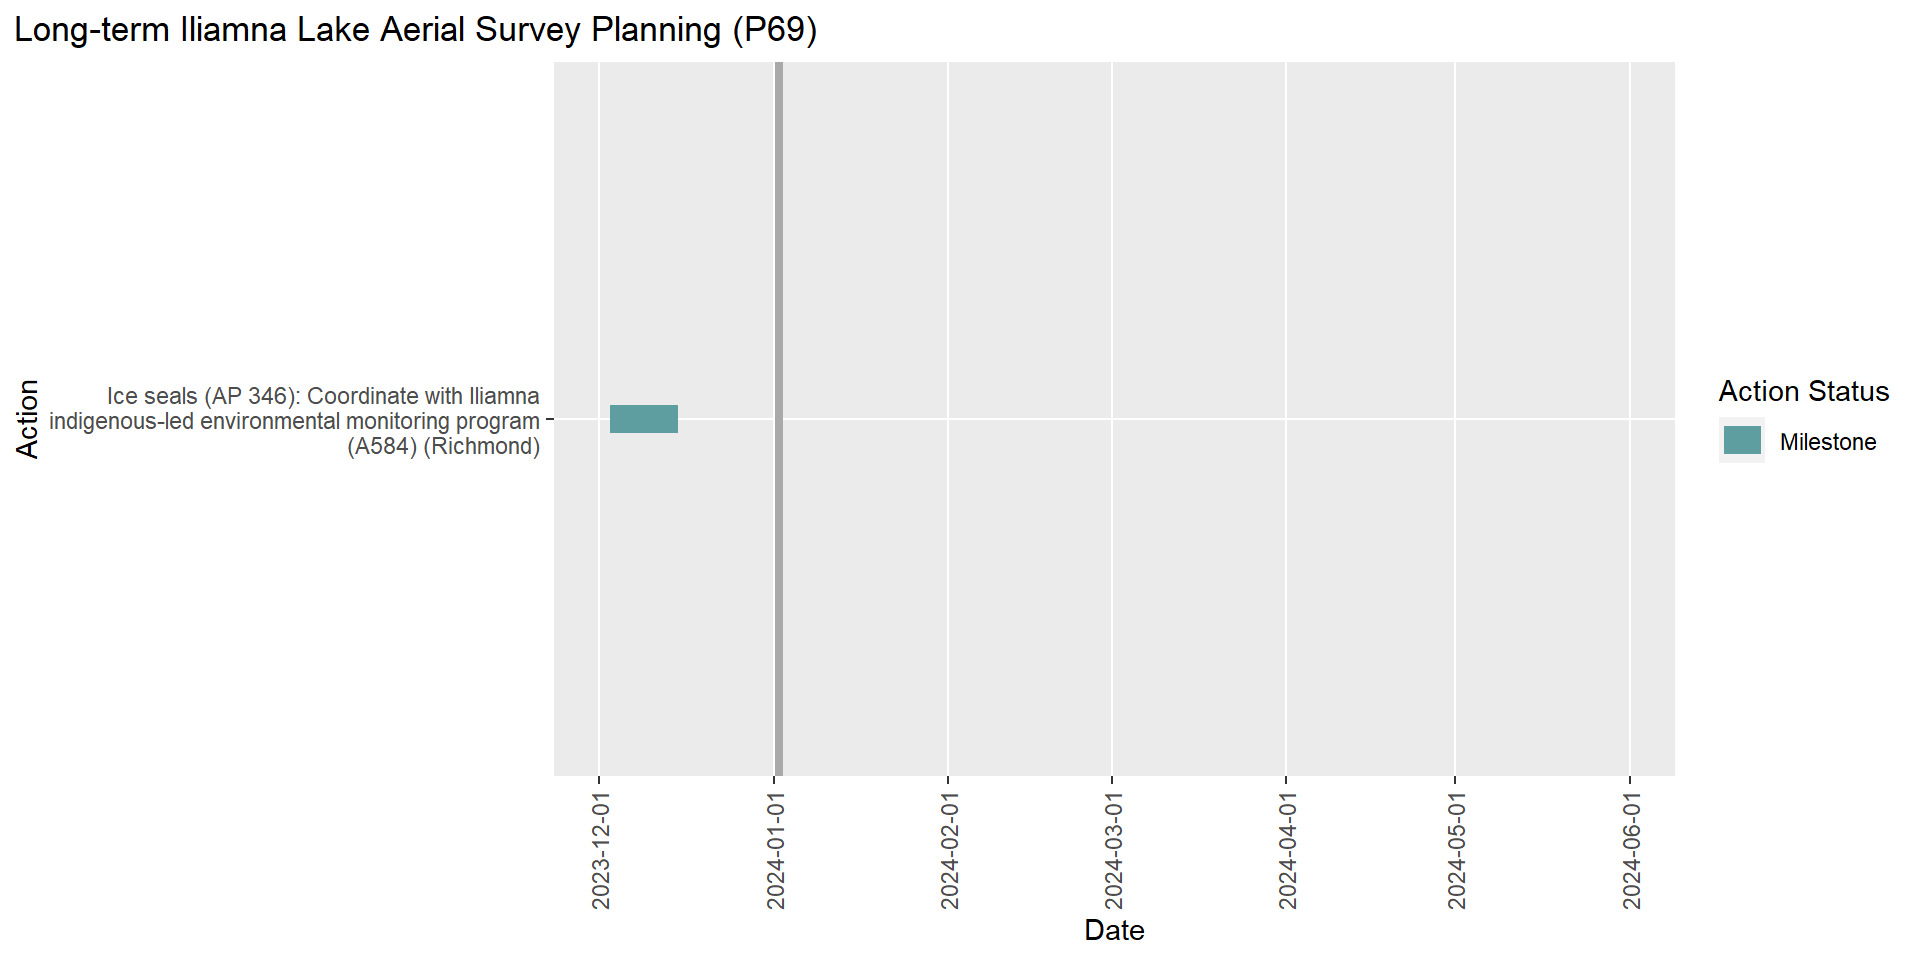 Long-term Iliamna Lake Aerial Survey Planning (P69)
Action
Ice seals (AP 346): Coordinate with Iliamna
indigenous-led environmental monitoring program
(A584) (Richmond)
2023-12-01
2024-01-01
2024-02-01
2024-03-01
2024-04-01
2024-05-01
2024-06-01
Date
Action Status
Milestone